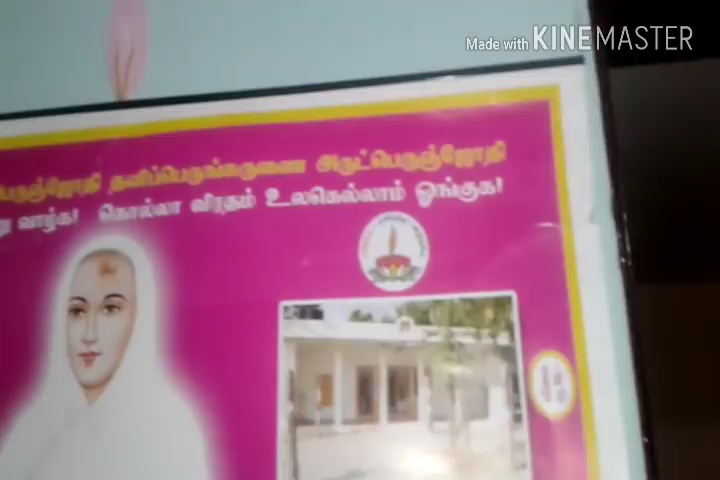 Made with KINEMASTER
பெருஞ்ஜோதி தனிப்பெருங்கருணை அருட்பெருஞ்ஜோதி
வாழ்க! கொல்லா விரதம் உலகெல்லாம் ஓங்குக!